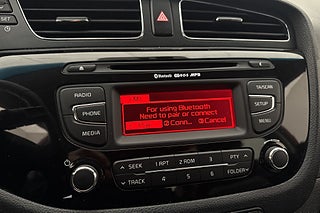 SET
Bluetooth MP3
RADIO
TA/SCAN
PHONE
SETUP
MEDIA
MENU
For using Bluetooth
Need to pair or connect
Conn... Cancel
SEEK 1 RPT 2 RDM 3 PTY
TRACK 4 5 6 FOLDER